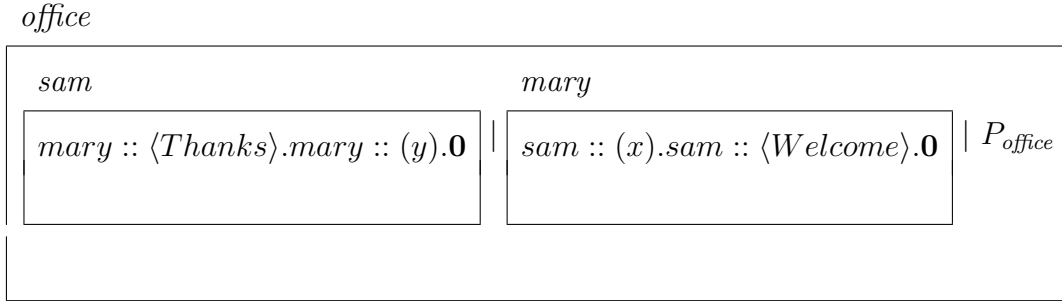 office
sam mary
mary :: ⟨Thanks⟩.mary :: (y).0 | sam :: (x).sam :: ⟨Welcome⟩.0 | P_office